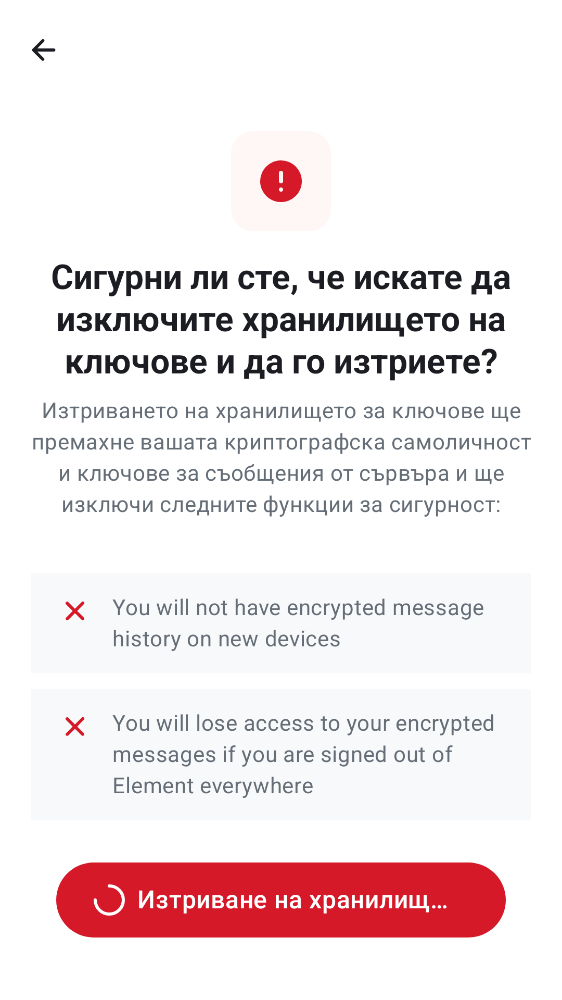 Сигурни ли сте, че искате да
изключите хранилището на
ключове и да го изтриете?
Изтриването на хранилището за ключове ще
премахне вашата криптографска самоличност
и ключове за съобщения от сървъра и ще
изключи следните функции за сигурност:
You will not have encrypted message
history on new devices
You will lose access to your encrypted
messages if you are signed out of
Element everywhere
Изтриване на хранилищ…